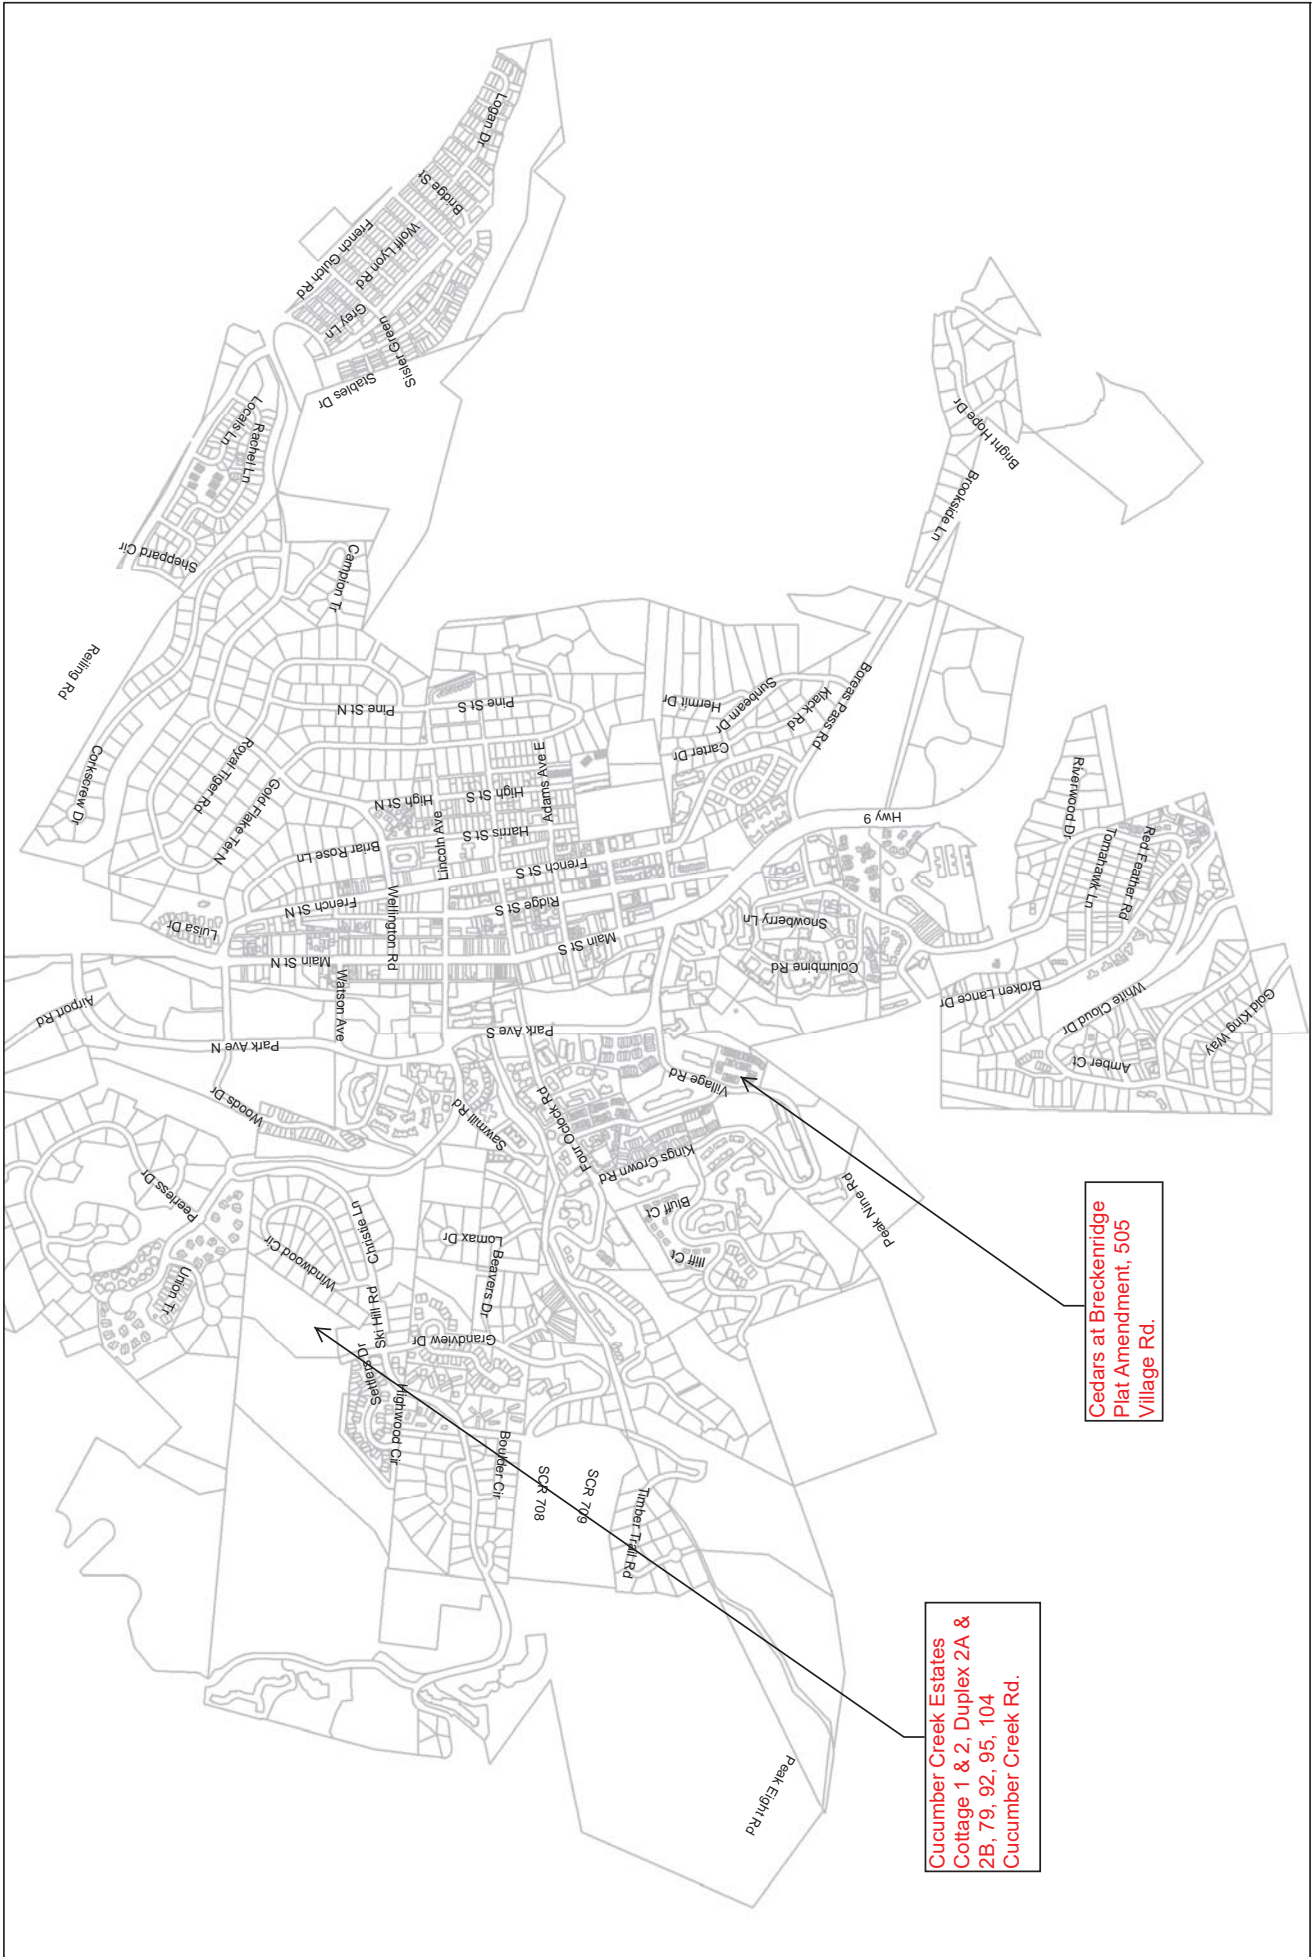 Logan Dr
Bridge St
French Gulch Rd
Wolff Lyon Rd
Grey Ln
Sisler Green
Stables Dr
Locals Ln
Rachel Ln
Sheppard Cir
Campion Tr
Reiling Rd
Corkscrew Dr
Royal Tiger Rd
Gold Flake Ter N
Pine St N
Pine St S
High St N
High St S
Adams Ave E
Harris St S
Lincoln Ave
Briar Rose Ln
French St N
French St S
Wellington Rd
Ridge St S
Luisa Dr
Main St N
Main St S
Watson Ave
Airport Rd
Park Ave N
Park Ave S
Hermit Dr
Sunbeam Dr
Klack Rd
Carter Dr
Boreas Pass Rd
Bright Hope Dr
Brookside Ln
Hwy 9
Snowberry Ln
Columbine Rd
Riverwood Dr
Tomahawk Ln
Red Feather Rd
Broken Lance Dr
White Cloud Dr
Amber Ct
Gold King Way
Woods Dr
Sawmill Rd
Four Oclock Rd
Village Rd
Kings Crown Rd
Peak Nine Rd
Bluff Ct
Iliff Ct
Peerless Dr
Union Tr
Windwood Cir
Christie Ln
Ski Hill Rd
Lomax Dr
Beavers Dr
Grandview Dr
Settlers Dr
Highwood Cir
Boulder Cir
SCR 708
SCR 709
Timber Trail Rd
Peak Eight Rd
Cedars at Breckenridge
Plat Amendment, 505
Village Rd.
Cucumber Creek Estates
Cottage 1 & 2, Duplex 2A &
2B, 79, 92, 95, 104
Cucumber Creek Rd.